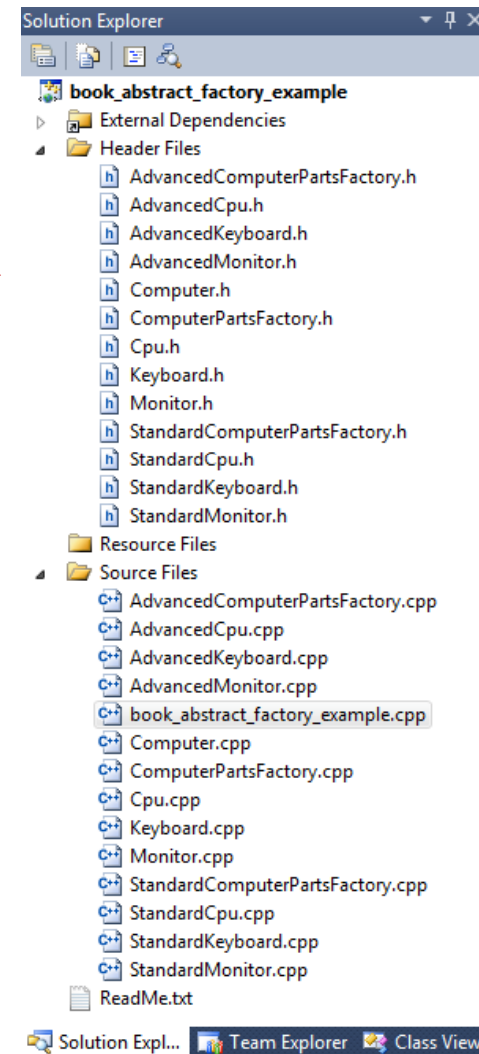 Solution Explorer
book_abstract_factory_example
External Dependencies
Header Files
h AdvancedComputerPartsFactory.h
h AdvancedCpu.h
h AdvancedKeyboard.h
h AdvancedMonitor.h
h Computer.h
h ComputerPartsFactory.h
h Cpu.h
h Keyboard.h
h Monitor.h
h StandardComputerPartsFactory.h
h StandardCpu.h
h StandardKeyboard.h
h StandardMonitor.h
Resource Files
Source Files
C++ AdvancedComputerPartsFactory.cpp
C++ AdvancedCpu.cpp
C++ AdvancedKeyboard.cpp
C++ AdvancedMonitor.cpp
C++ book_abstract_factory_example.cpp
C++ Computer.cpp
C++ ComputerPartsFactory.cpp
C++ Cpu.cpp
C++ Keyboard.cpp
C++ Monitor.cpp
C++ StandardComputerPartsFactory.cpp
C++ StandardCpu.cpp
C++ StandardKeyboard.cpp
C++ StandardMonitor.cpp
ReadMe.txt
Solution Expl... Team Explorer Class View